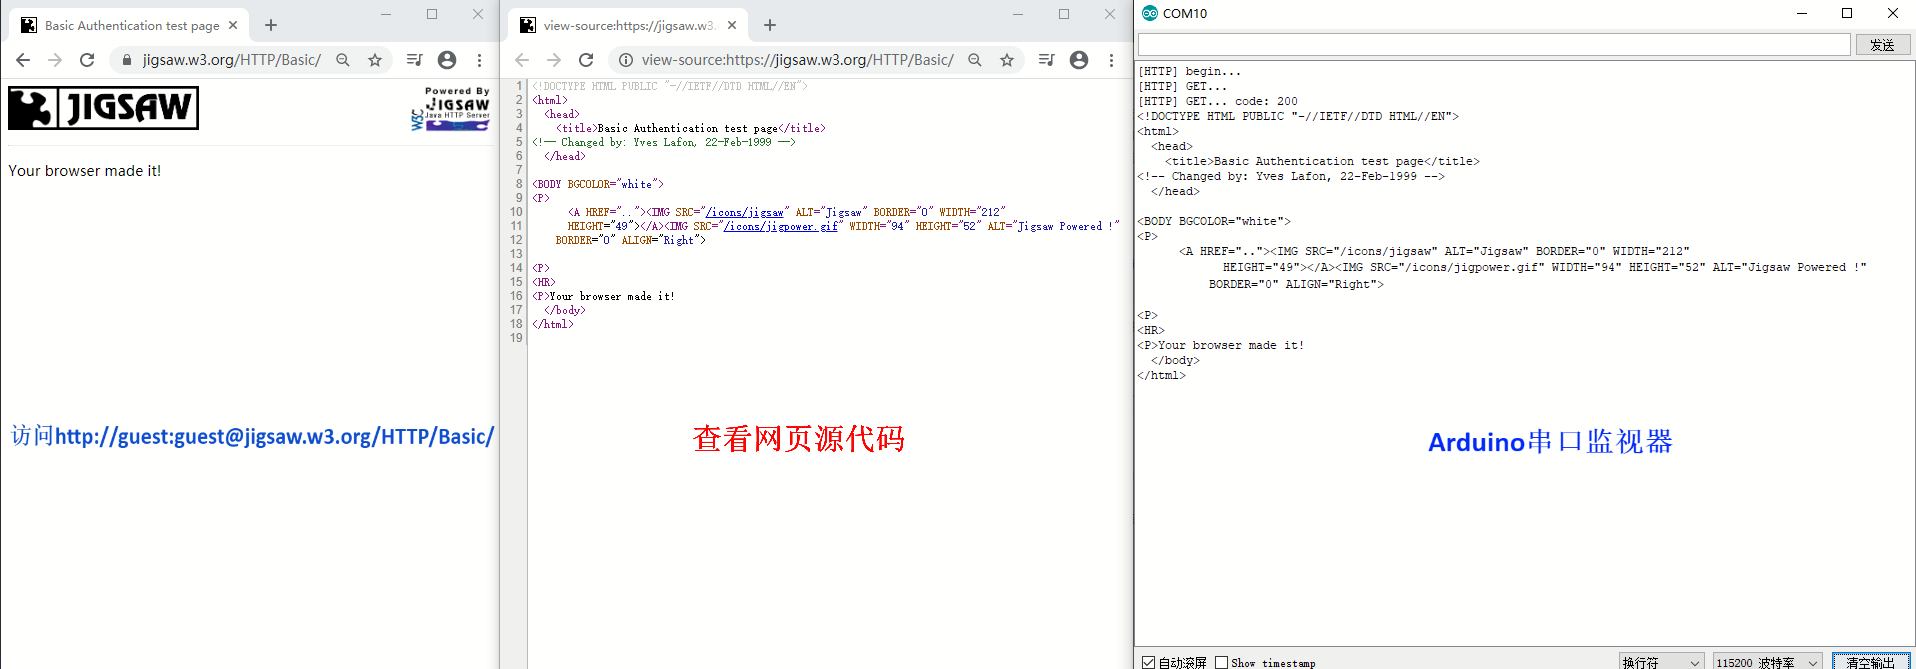 Basic Authentication test page
jigsaw.w3.org/HTTP/Basic/
JIGSAW
Powered By
JIGSAW
Java HTTP Server
W3C
Your browser made it!
访问http://guest:guest@jigsaw.w3.org/HTTP/Basic/
view-source:https://jigsaw.w3.
view-source:https://jigsaw.w3.org/HTTP/Basic/
1 <!DOCTYPE HTML PUBLIC "-//IETF//DTD HTML//EN">
2 <html>
3 <head>
4 <title>Basic Authentication test page</title>
5 <!-- Changed by: Yves Lafon, 22-Feb-1999 -->
6 </head>
7
8 <BODY BGCOLOR="white">
9 <P>
10 <A HREF=".."><IMG SRC="/icons/jigsaw" ALT="Jigsaw" BORDER="0" WIDTH="212"
11 HEIGHT="49"></A><IMG SRC="/icons/jigpower.gif" WIDTH="94" HEIGHT="52" ALT="Jigsaw Powered !"
12 BORDER="0" ALIGN="Right">
13
14 <P>
15 <HR>
16 <P>Your browser made it!
17 </body>
18 </html>
19
查看网页源代码
COM10
发送
[HTTP] begin...
[HTTP] GET...
[HTTP] GET... code: 200
<!DOCTYPE HTML PUBLIC "-//IETF//DTD HTML//EN">
<html>
<head>
<title>Basic Authentication test page</title>
<!-- Changed by: Yves Lafon, 22-Feb-1999 -->
</head>
<BODY BGCOLOR="white">
<P>
<A HREF=".."><IMG SRC="/icons/jigsaw" ALT="Jigsaw" BORDER="0" WIDTH="212"
HEIGHT="49"></A><IMG SRC="/icons/jigpower.gif" WIDTH="94" HEIGHT="52" ALT="Jigsaw Powered !"
BORDER="0" ALIGN="Right">
<P>
<HR>
<P>Your browser made it!
</body>
</html>
Arduino串口监视器
自动滚屏 Show timestamp
换行符
115200 波特率
清空输出